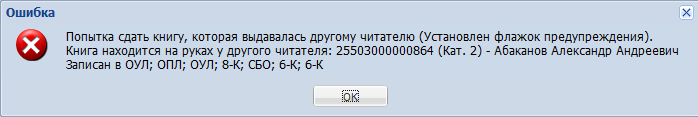 Ошибка
Попытка сдать книгу, которая выдавалась другому читателю (Установлен флажок предупреждения).
Книга находится на руках у другого читателя: 25503000000864 (Кат. 2) - Абаканов Александр Андреевич
Записан в ОУЛ; ОПЛ; ОУЛ; 8-К; СБО; 6-К; 6-К
OK